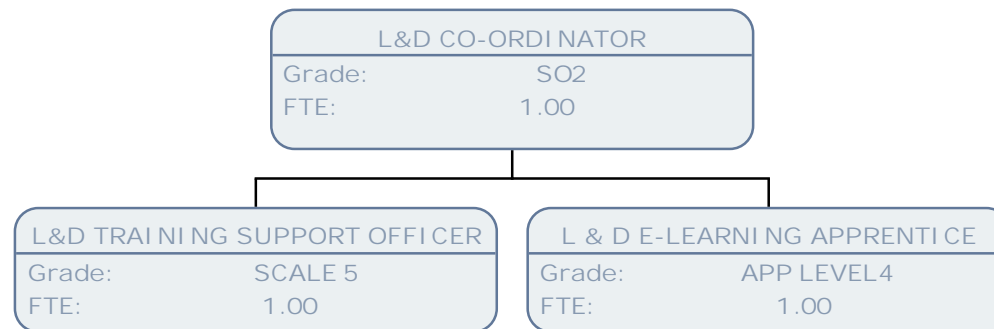 L&D CO-ORDINATOR
Grade: SO2
FTE: 1.00
L&D TRAINING SUPPORT OFFICER
Grade: SCALE 5
FTE: 1.00
L & D E-LEARNING APPRENTICE
Grade: APP LEVEL4
FTE: 1.00